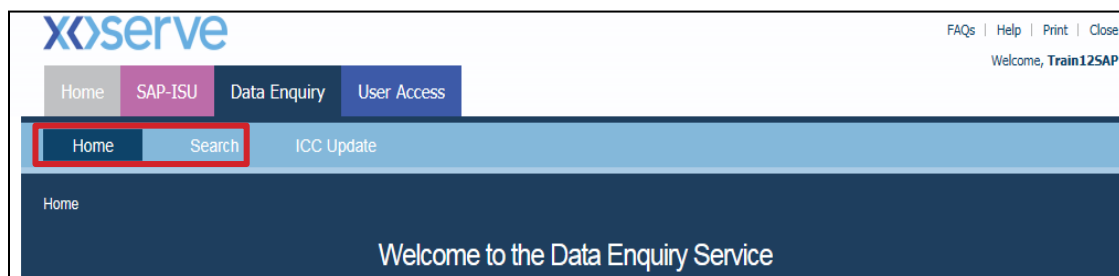 xoserve
FAQs | Help | Print | Close
Welcome, Train12SAP
Home SAP-ISU Data Enquiry User Access
Home Search ICC Update
Home
Welcome to the Data Enquiry Service